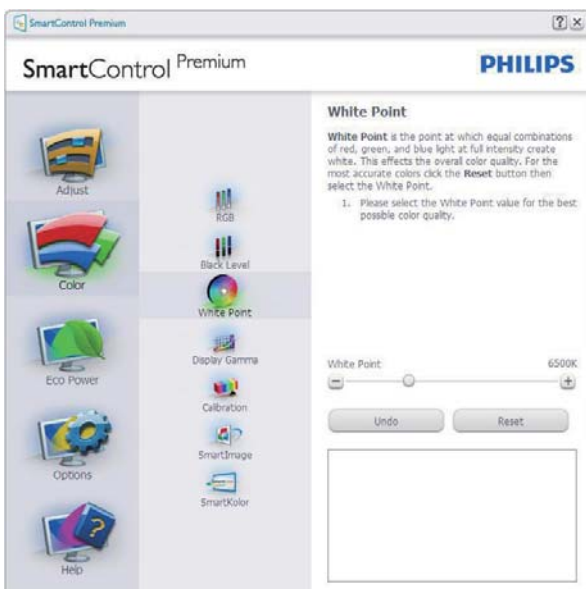 SmartControl Premium
SmartControl Premium
PHILIPS
Adjust
Color
Eco Power
Options
Help
RGB
Black Level
White Point
Display Gamma
Calibration
SmartImage
SmartKolor
White Point
White Point is the point at which equal combinations
of red, green, and blue light at full intensity create
white. This effects the overall color quality. For the
most accurate colors click the Reset button then
select the White Point.
1. Please select the White Point value for the best
possible color quality.
White Point 6500K
Undo Reset